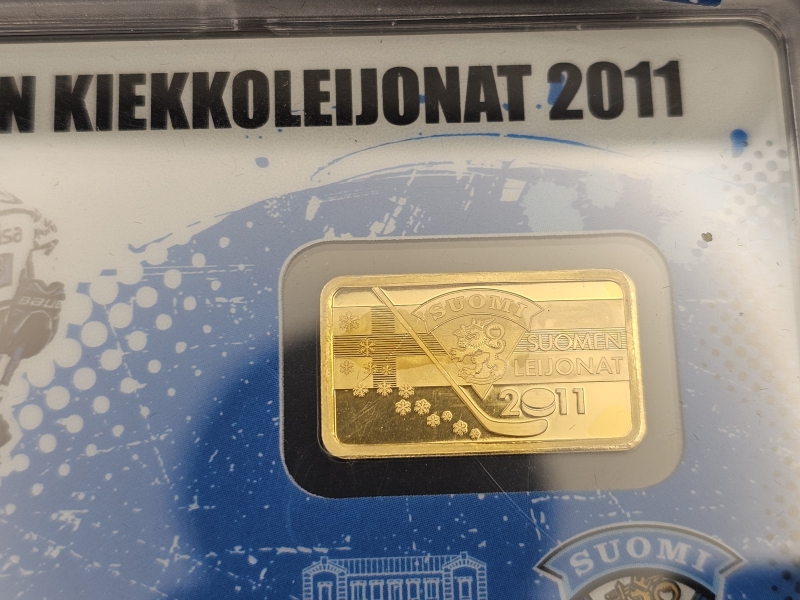 N KIEKKOLEIJONAT 2011
SUOMI
SUOMEN
LEIJONAT
2011
SUOMI